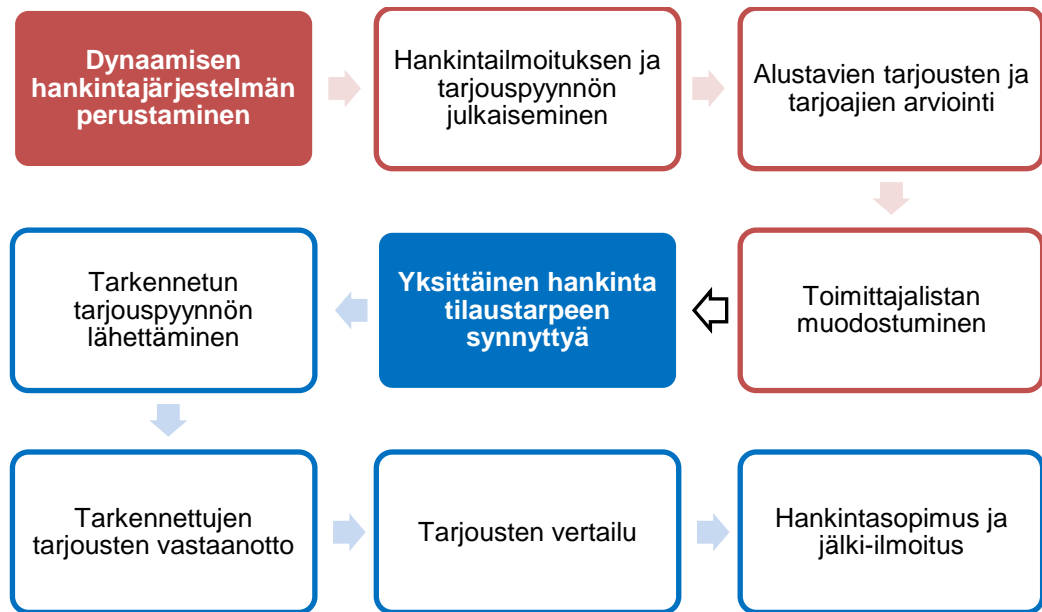 Dynaamisen
hankintajärjestelmän
perustaminen
Hankintailmoituksen ja
tarjouspyynnön
julkaiseminen
Alustavien tarjousten ja
tarjoajien arviointi
Toimittajalistan
muodostuminen
Yksittäinen hankinta
tilaustarpeen
synnyttyä
Tarkennetun
tarjouspyynnön
lähettäminen
Tarkennettujen
tarjousten vastaanotto
Tarjousten vertailu
Hankintasopimus ja
jälki-ilmoitus